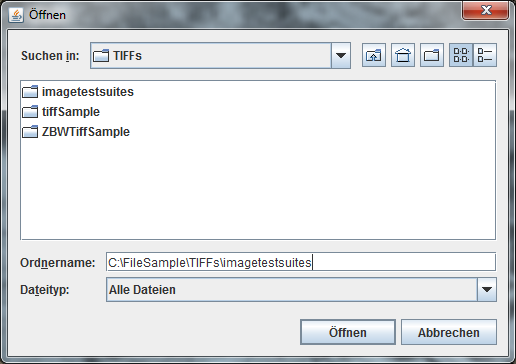 Öffnen
Suchen in: TIFFs
imagetestsuites
tiffSample
ZBWTiffSample
Ordnername: C:\FileSample\TIFFs\imagetestsuites
Dateityp: Alle Dateien
Öffnen Abbrechen